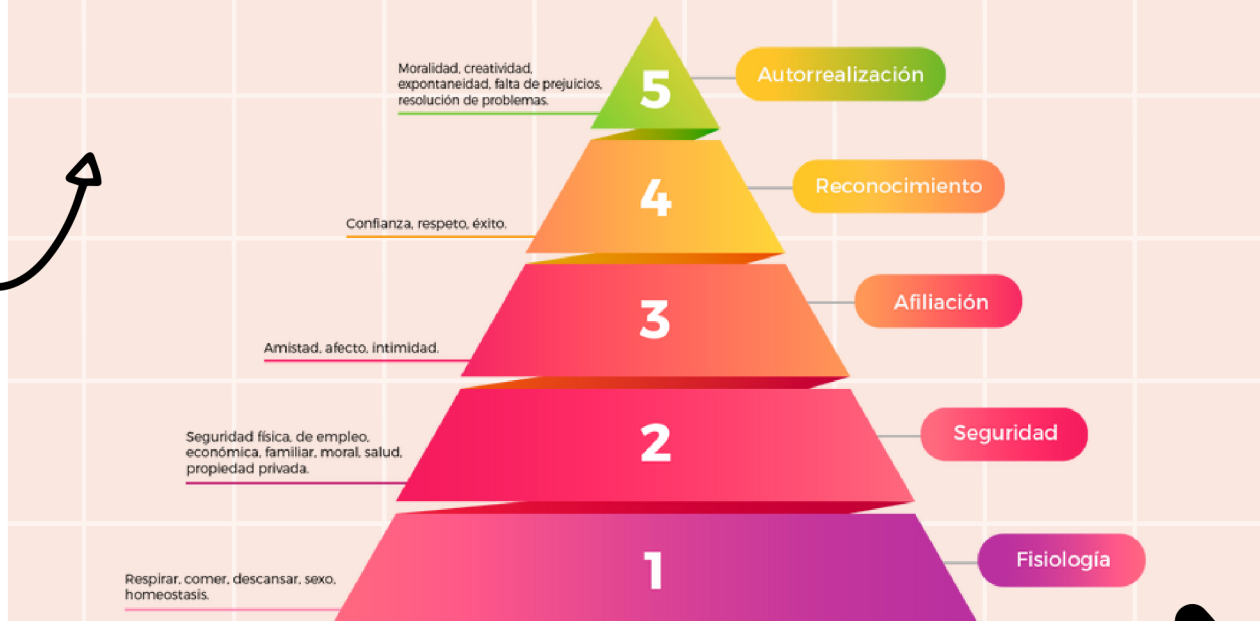 Moralidad, creatividad,
expontaneidad, falta de prejuicios,
resolución de problemas.
5
Autorrealización
4
Reconocimiento
Confianza, respeto, éxito.
3
Afiliación
Amistad, afecto, intimidad.
2
Seguridad
Seguridad física, de empleo,
económica, familiar, moral, salud,
propiedad privada.
1
Fisiología
Respirar, comer, descansar, sexo,
homeostasis.